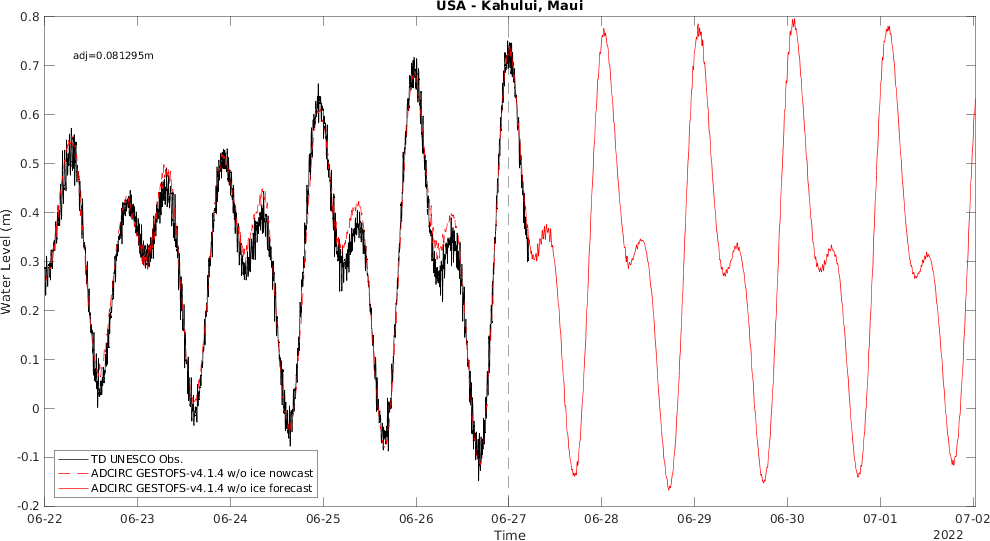 USA - Kahului, Maui
adj=0.081295m
0.8
0.7
0.6
0.5
0.4
0.3
0.2
0.1
0
-0.1
-0.2
Water Level (m)
TD UNESCO Obs.
ADCIRC GESTOFS-v4.1.4 w/o ice nowcast
ADCIRC GESTOFS-v4.1.4 w/o ice forecast
06-22 06-23 06-24 06-25 06-26 06-27 06-28 06-29 06-30 07-01 07-02
Time
2022